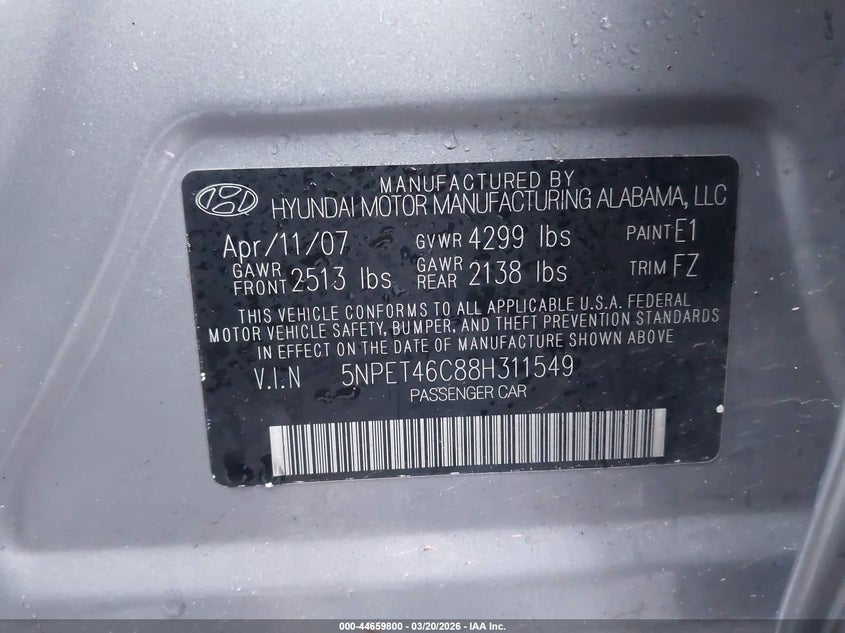 MANUFACTURED BY
HYUNDAI MOTOR MANUFACTURING ALABAMA, LLC
Apr/11/07 GVWR 4299 lbs PAINT E1
GAWR FRONT 2513 lbs GAWR REAR 2138 lbs TRIM FZ
THIS VEHICLE CONFORMS TO ALL APPLICABLE U.S.A. FEDERAL
MOTOR VEHICLE SAFETY, BUMPER, AND THEFT PREVENTION STANDARDS
IN EFFECT ON THE DATE OF MANUFACTURE SHOWN ABOVE
V.I.N 5NPET46C88H311549
PASSENGER CAR
000-44659800 - 03/20/2026 - IAA Inc.